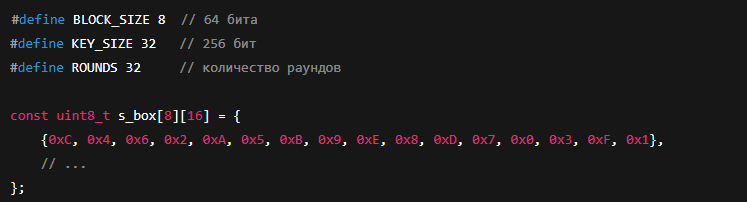 #define BLOCK_SIZE 8  // 64 бита
#define KEY_SIZE 32   // 256 бит
#define ROUNDS 32     // количество раундов
const uint8_t s_box[8][16] = {
    {0xC, 0x4, 0x6, 0x2, 0xA, 0x5, 0xB, 0x9, 0xE, 0x8, 0xD, 0x7, 0x0, 0x3, 0xF, 0x1},
    // ...
};